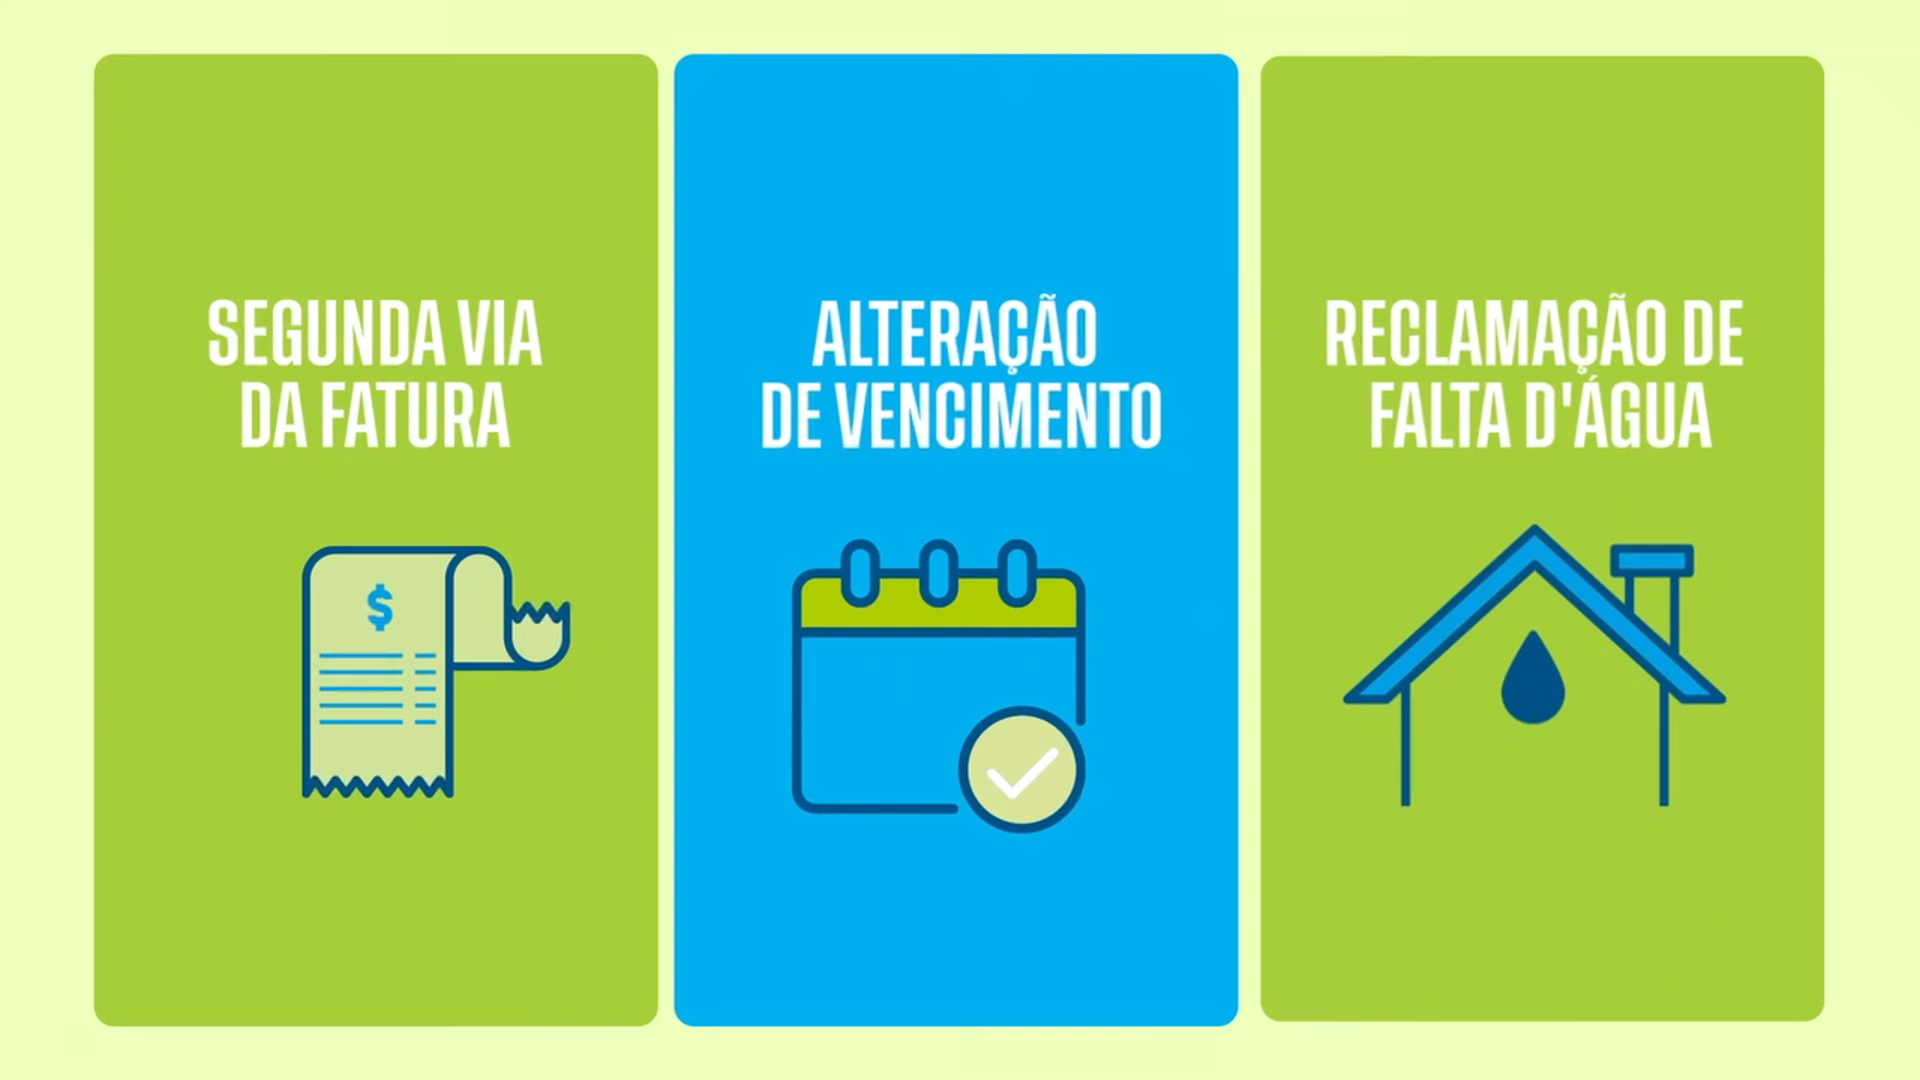 SEGUNDA VIA
DA FATURA
$
ALTERAÇÃO
DE VENCIMENTO
RECLAMAÇÃO DE
FALTA D'ÁGUA